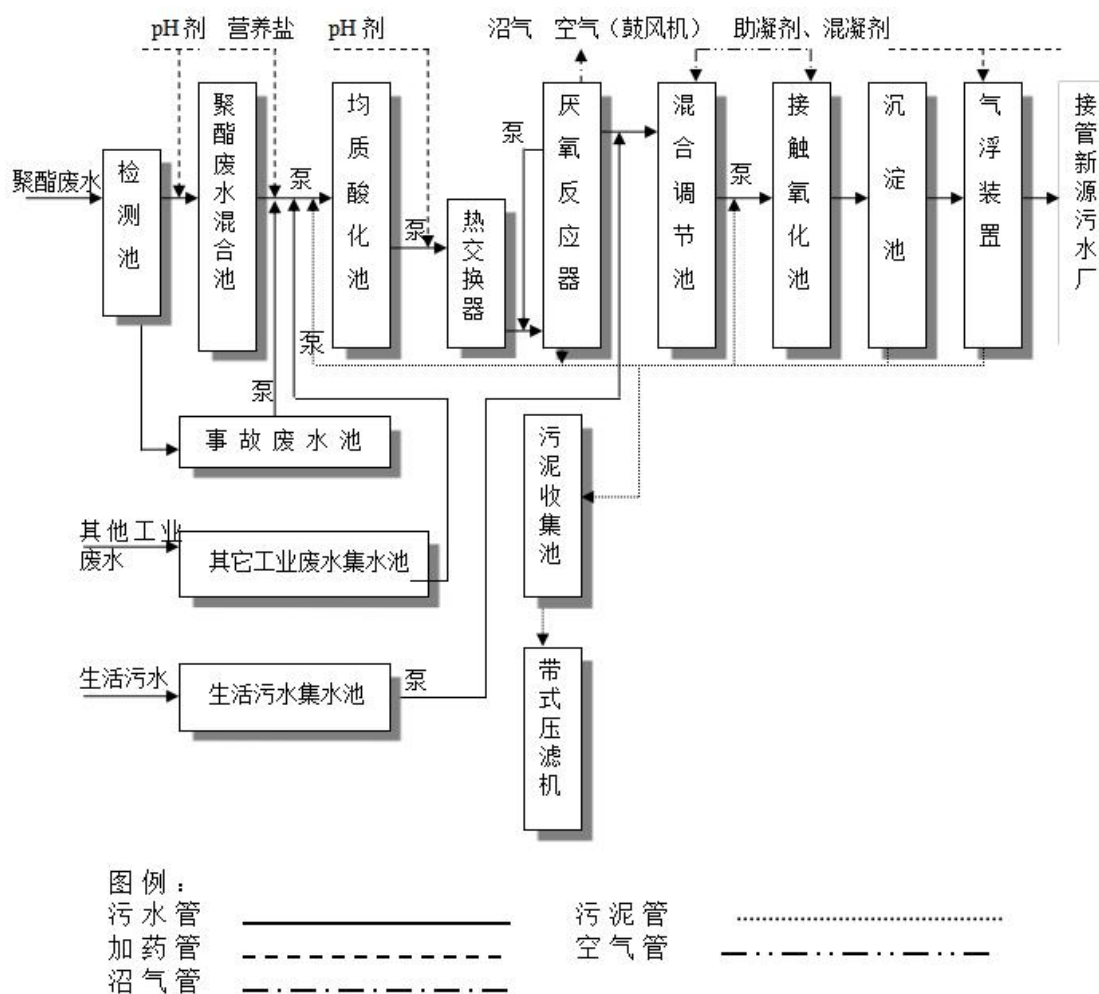 pH 剂 营养盐 pH 剂 沼气 空气（鼓风机） 助凝剂、混凝剂
聚酯废水
检测池
聚酯废水混合池
泵
均质酸化池
泵
热交换器
泵
厌氧反应器
混合调节池
泵
接触氧化池
沉淀池
气浮装置
接管新源污水厂
泵
泵
事故废水池
污泥收集池
其他工业
废水
其它工业废水集水池
生活污水
生活污水集水池
泵
带式压滤机
图例：
污水管 污泥管
加药管 空气管
沼气管